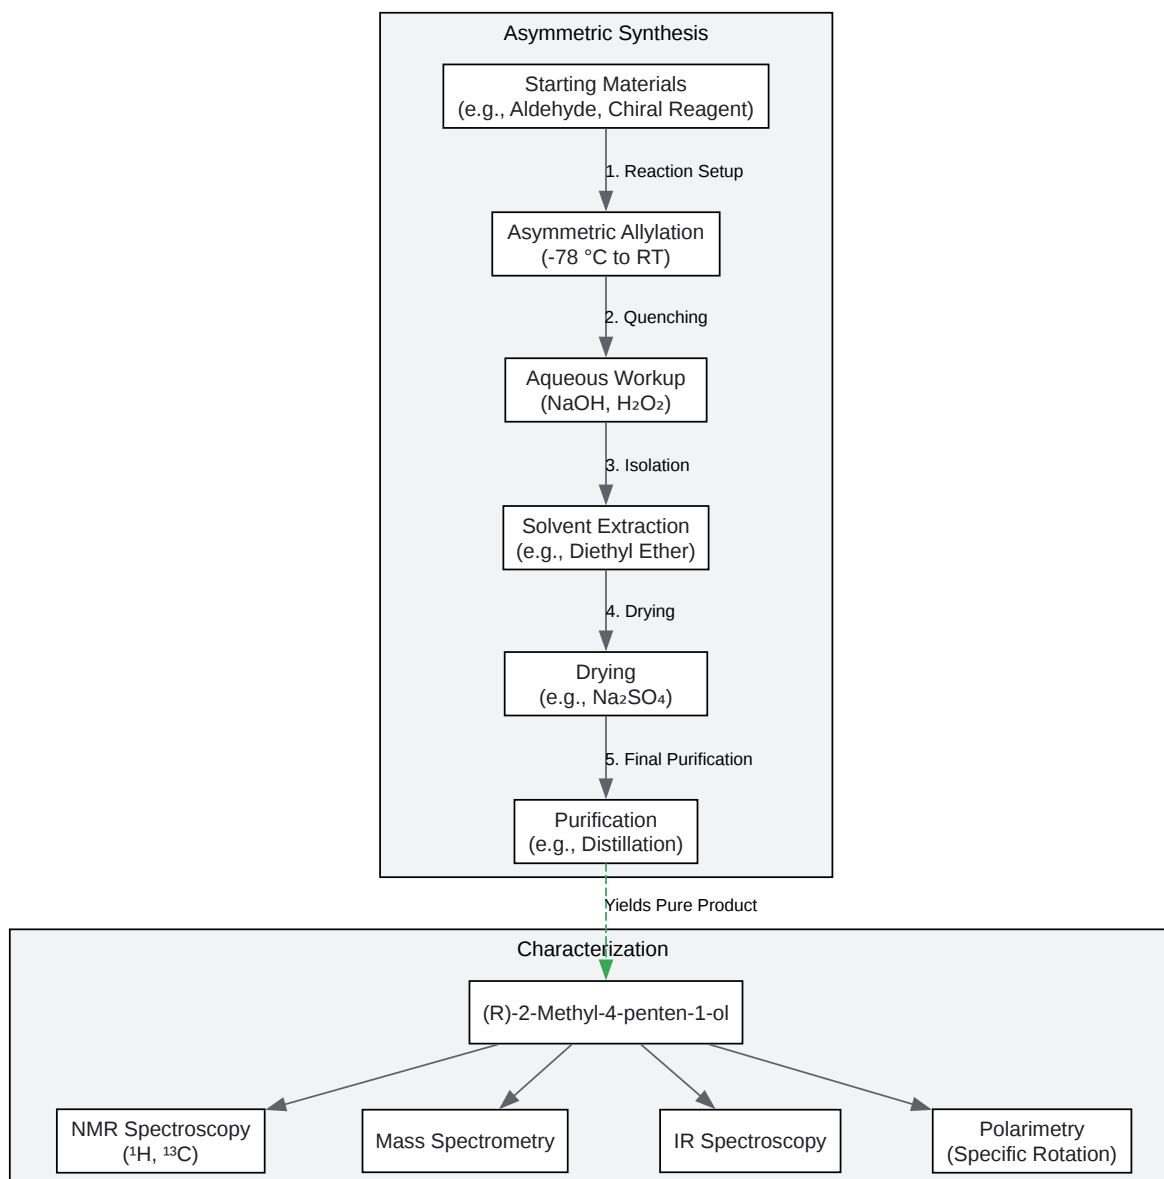 Asymmetric Synthesis
Starting Materials
(e.g., Aldehyde, Chiral Reagent)
1. Reaction Setup
Asymmetric Allylation
(-78 °C to RT)
2. Quenching
Aqueous Workup
(NaOH, H₂O₂)
3. Isolation
Solvent Extraction
(e.g., Diethyl Ether)
4. Drying
Drying
(e.g., Na₂SO₄)
5. Final Purification
Purification
(e.g., Distillation)
Yields Pure Product
Characterization
(R)-2-Methyl-4-penten-1-ol
NMR Spectroscopy
(¹H, ¹³C)
Mass Spectrometry
IR Spectroscopy
Polarimetry
(Specific Rotation)